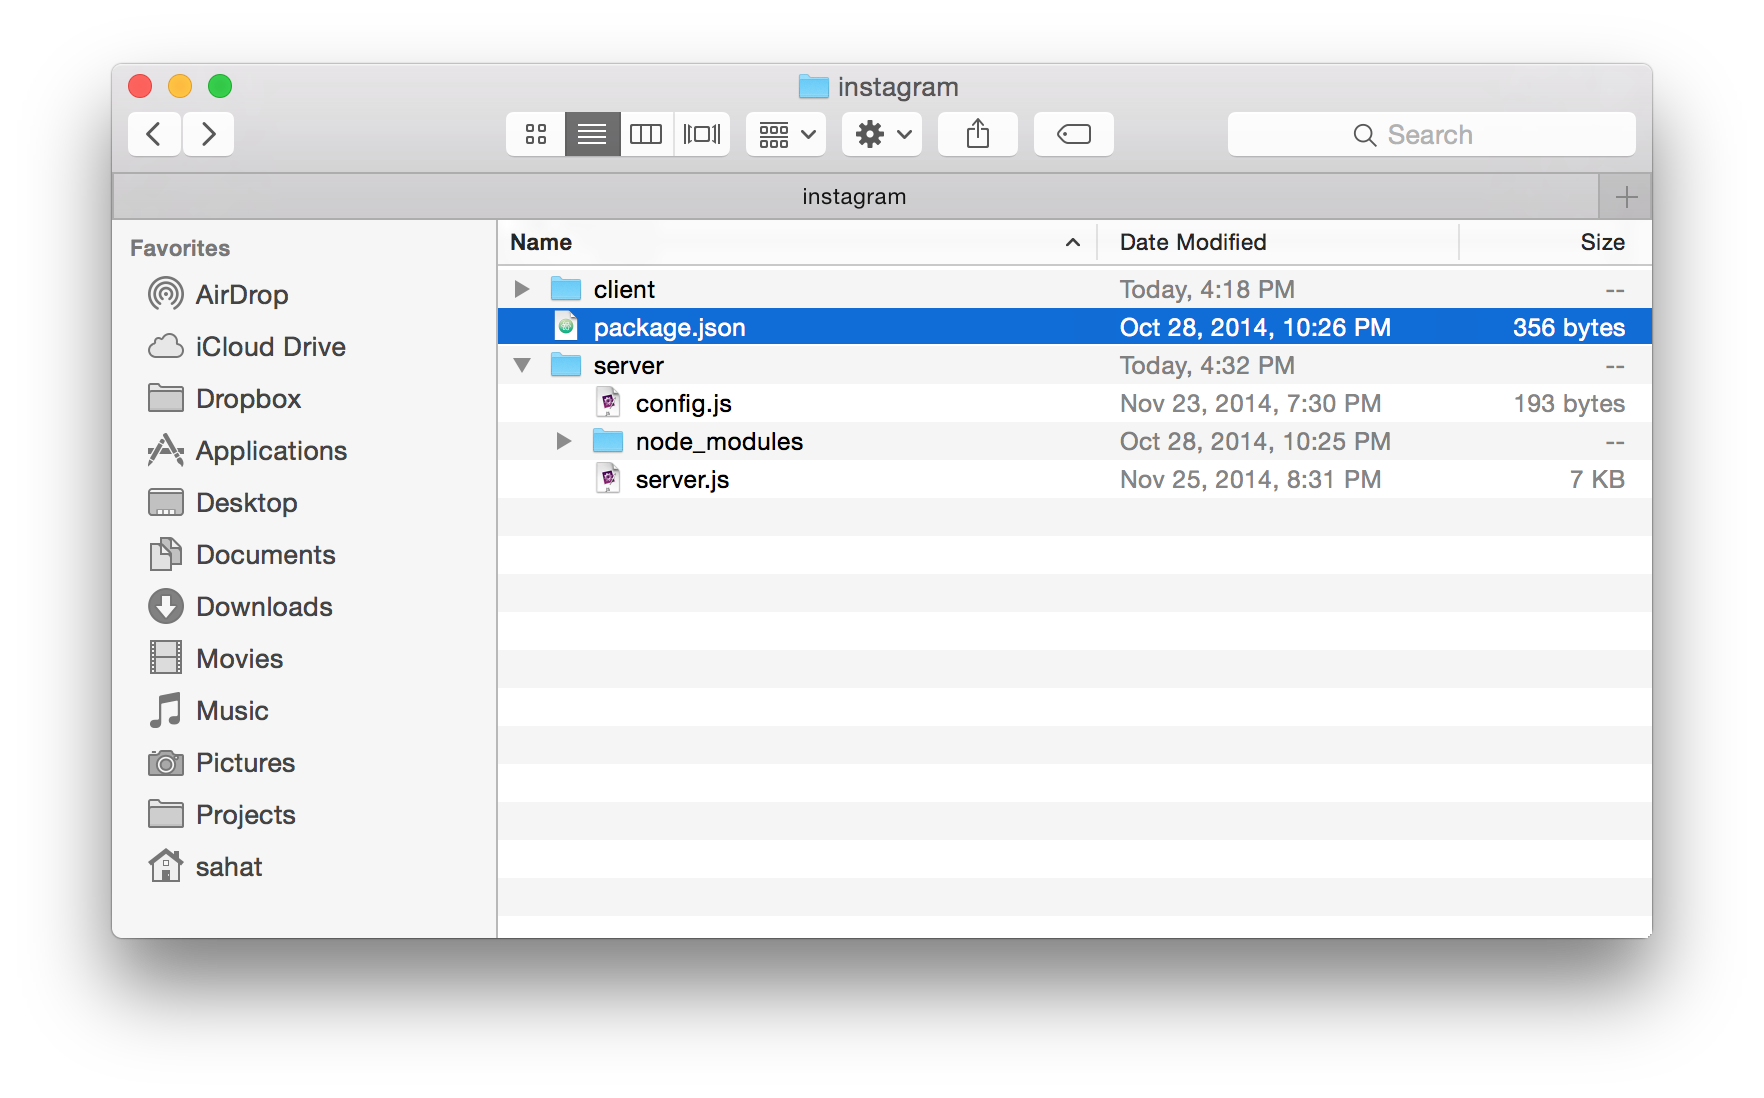 instagram
Search
instagram
Favorites
AirDrop
iCloud Drive
Dropbox
Applications
Desktop
Documents
Downloads
Movies
Music
Pictures
Projects
sahat
Name Date Modified Size
client Today, 4:18 PM --
package.json Oct 28, 2014, 10:26 PM 356 bytes
server Today, 4:32 PM --
config.js Nov 23, 2014, 7:30 PM 193 bytes
node_modules Oct 28, 2014, 10:25 PM --
server.js Nov 25, 2014, 8:31 PM 7 KB